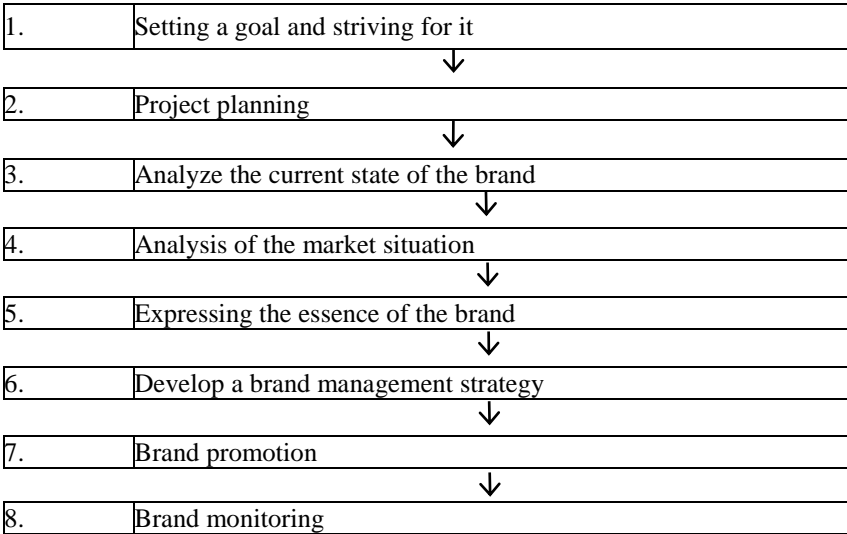 1. Setting a goal and striving for it
2. Project planning
3. Analyze the current state of the brand
4. Analysis of the market situation
5. Expressing the essence of the brand
6. Develop a brand management strategy
7. Brand promotion
8. Brand monitoring